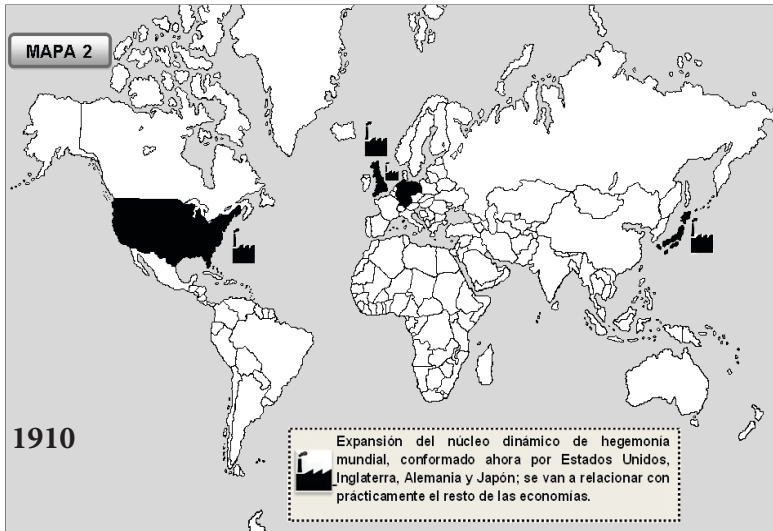 MAPA 2
1910
Expansión del núcleo dinámico de hegemonía
mundial, conformado ahora por Estados Unidos,
Inglaterra, Alemania y Japón; se van a relacionar con
prácticamente el resto de las economías.